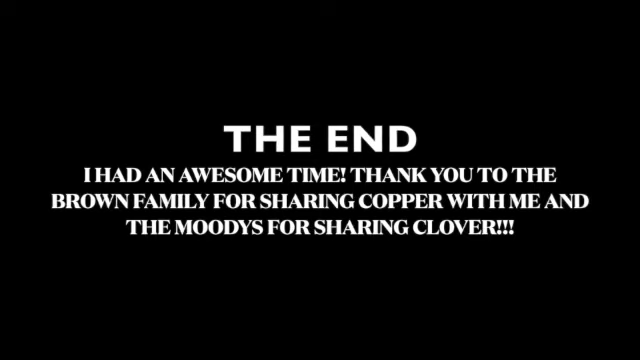 THE END
I HAD AN AWESOME TIME! THANK YOU TO THE
BROWN FAMILY FOR SHARING COPPER WITH ME AND
THE MOODYS FOR SHARING CLOVER!!!